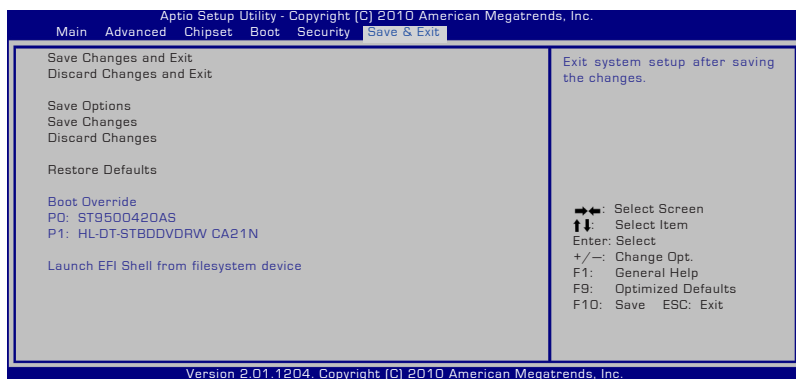 Aptio Setup Utility - Copyright (C) 2010 American Megatrends, Inc.
Main Advanced Chipset Boot Security Save & Exit
Save Changes and Exit
Discard Changes and Exit
Save Options
Save Changes
Discard Changes
Restore Defaults
Boot Override
P0: ST9500420AS
P1: HL-DT-STBDDVDRW CA21N
Launch EFI Shell from filesystem device
Exit system setup after saving
the changes.
→←: Select Screen
↑↓: Select Item
Enter: Select
+/—: Change Opt.
F1: General Help
F9: Optimized Defaults
F10: Save ESC: Exit
Version 2.01.1204. Copyright (C) 2010 American Megatrends, Inc.